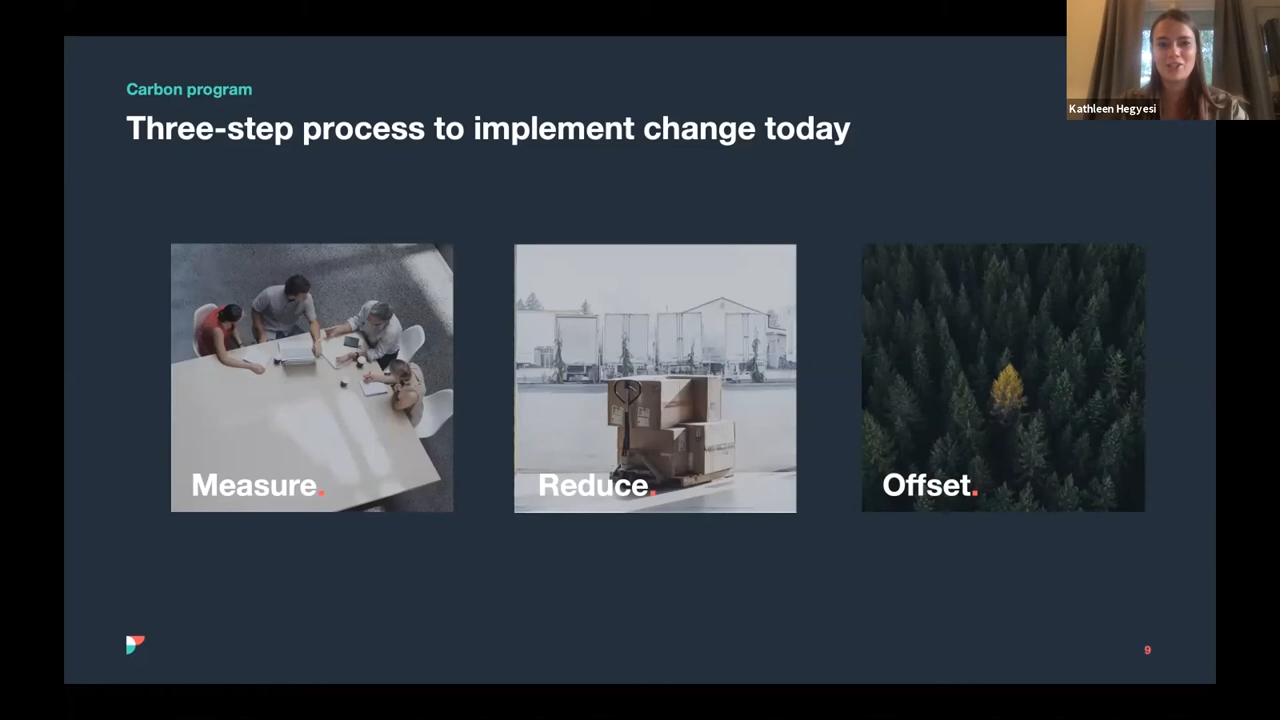 Carbon program
Three-step process to implement change today
Kathleen Hegyesi
Measure.
Reduce.
Offset.
9